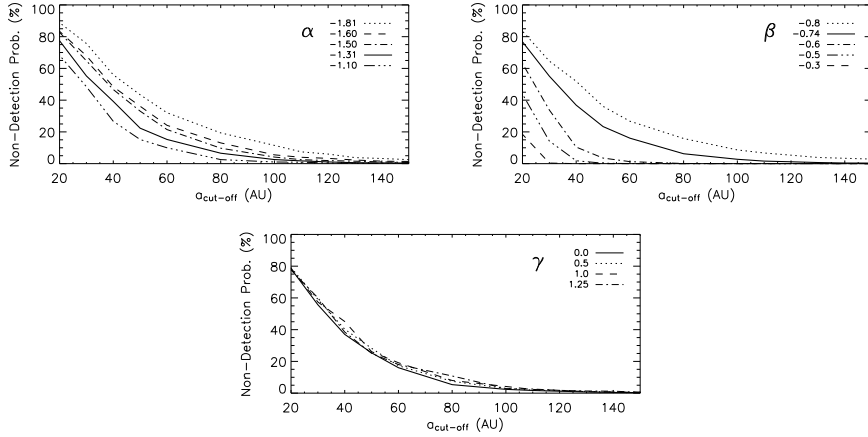 100
80
60
40
20
0
Non-Detection Prob. (%)
α
-1.81
-1.60
-1.50
-1.31
-1.10
20 40 60 80 100 120 140
a_cut-off (AU)
100
80
60
40
20
0
Non-Detection Prob. (%)
β
-0.8
-0.74
-0.6
-0.5
-0.3
20 40 60 80 100 120 140
a_cut-off (AU)
100
80
60
40
20
0
Non-Detection Prob. (%)
γ
0.0
0.5
1.0
1.25
20 40 60 80 100 120 140
a_cut-off (AU)